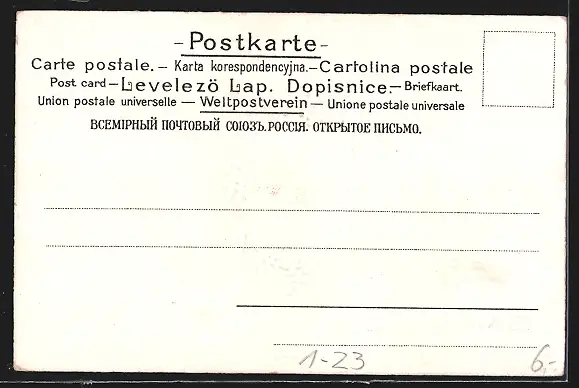 – Postkarte –
Carte postale. – Karta korespondencyjna. – Cartolina postale
Post card – Levelezö Lap. Dopisnice. – Briefkaart.
Union postale universelle — Weltpostverein — Unione postale universale
ВСЕМІРНЫЙ ПОЧТОВЫЙ СОЮЗЪ. РОССІЯ. ОТКРЫТОЕ ПИСЬМО.
1-23 6.-